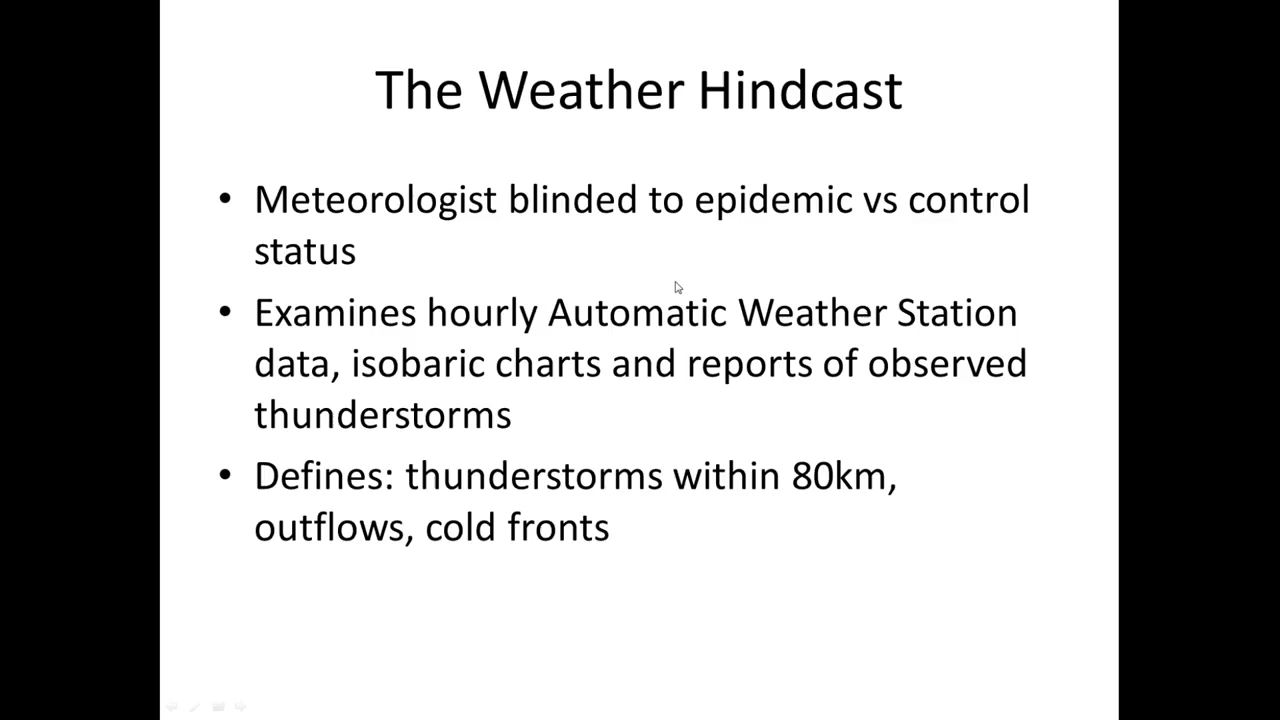 The Weather Hindcast
• Meteorologist blinded to epidemic vs control
status
• Examines hourly Automatic Weather Station
data, isobaric charts and reports of observed
thunderstorms
• Defines: thunderstorms within 80km,
outflows, cold fronts